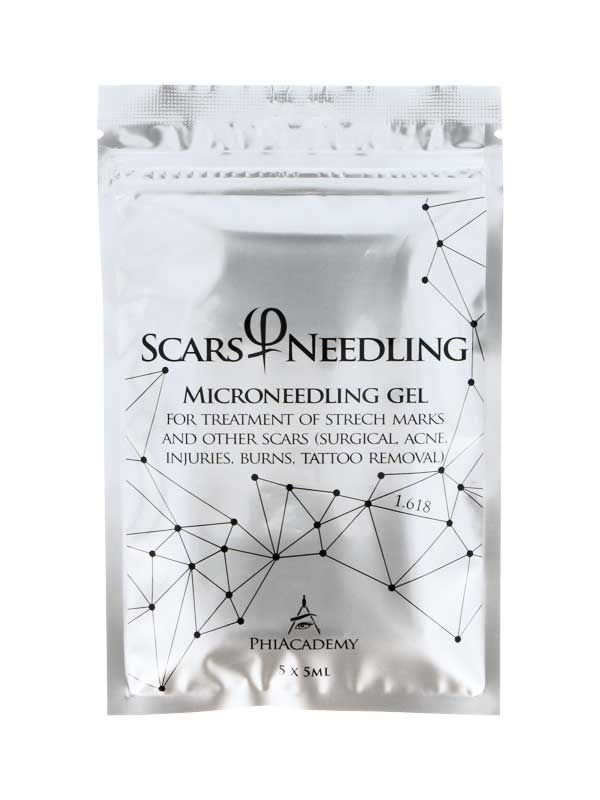 SCARS φ NEEDLING
MICRONEEDLING GEL
FOR TREATMENT OF STRECH MARKS
AND OTHER SCARS (SURGICAL, ACNE,
INJURIES, BURNS, TATTOO REMOVAL)
1.618
PHIACADEMY
5 X 5ML